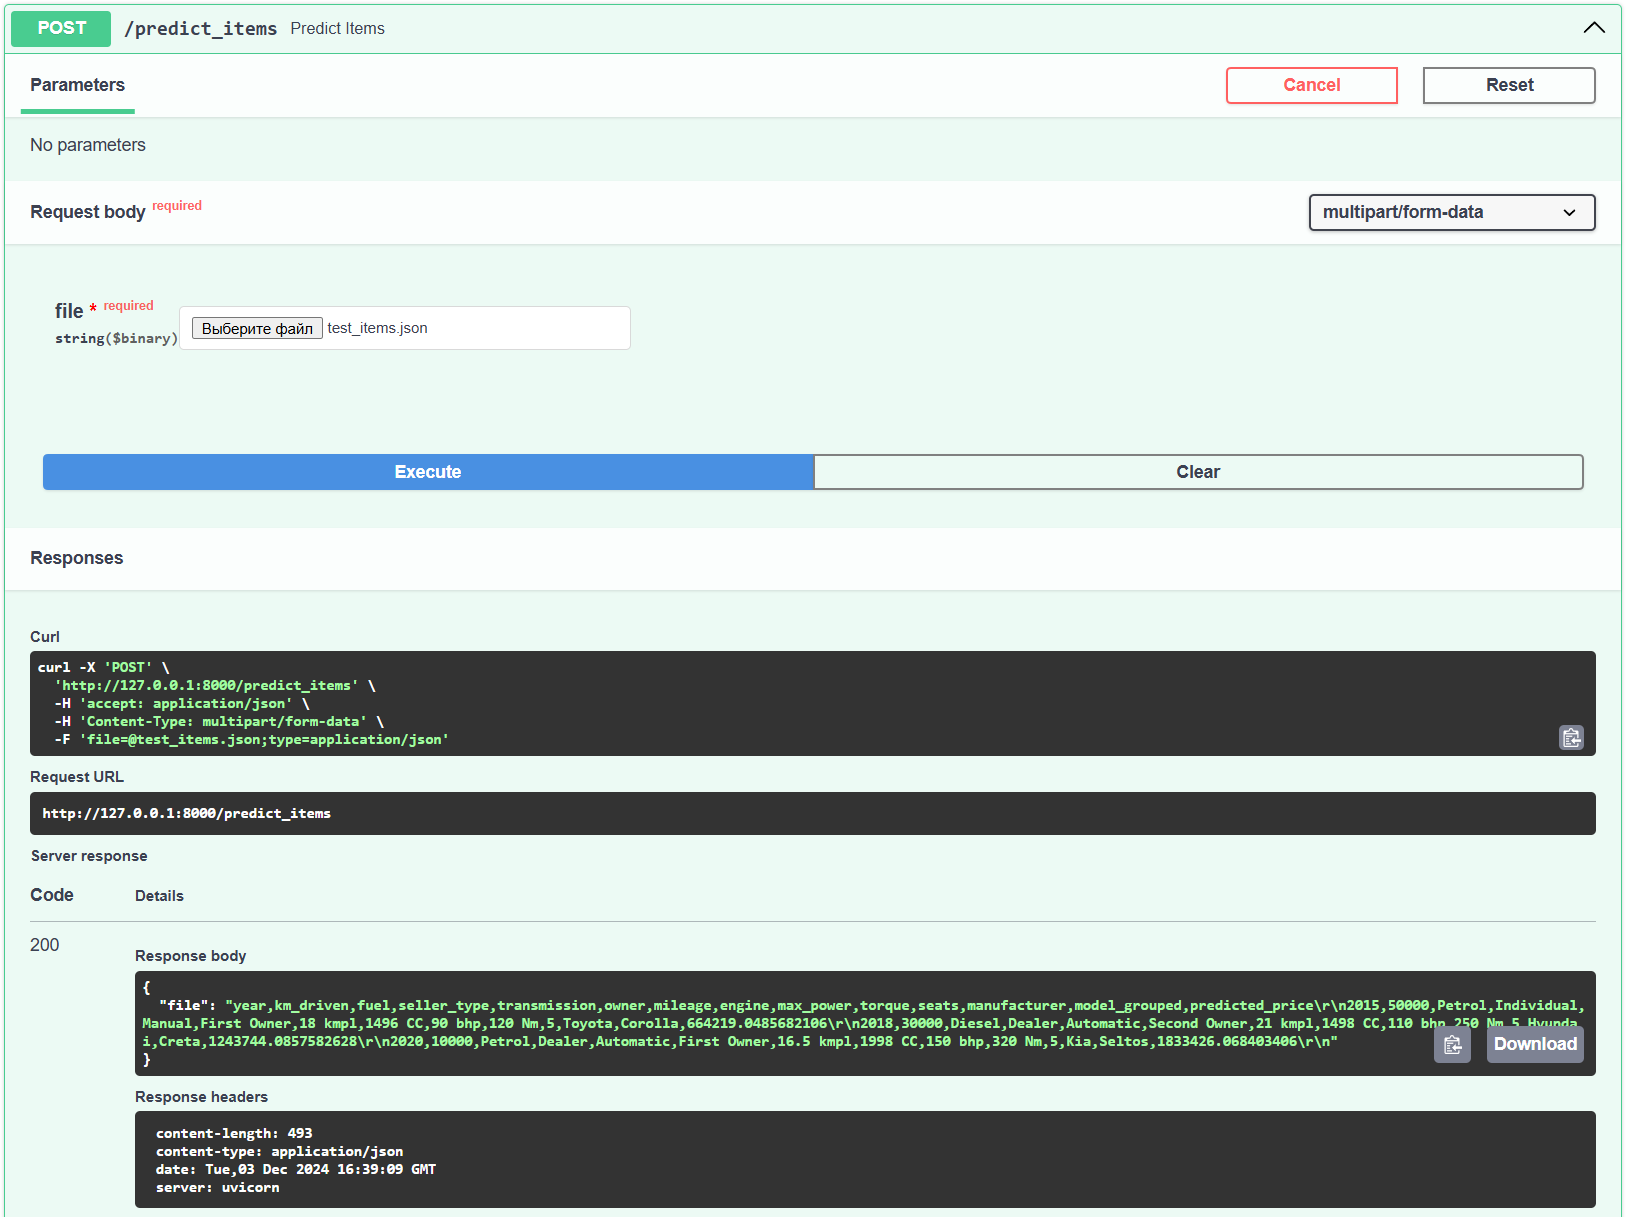 POST /predict_items Predict Items
Parameters
Cancel
Reset
No parameters
Request body required
multipart/form-data
file * required
string($binary)
Выберите файл test_items.json
Execute
Clear
Responses
Curl
curl -X 'POST' \
'http://127.0.0.1:8000/predict_items' \
-H 'accept: application/json' \
-H 'Content-Type: multipart/form-data' \
-F 'file=@test_items.json;type=application/json'
Request URL
http://127.0.0.1:8000/predict_items
Server response
Code Details
200
Response body
{
"file": "year,km_driven,fuel,seller_type,transmission,owner,mileage,engine,max_power,torque,seats,manufacturer,model_grouped,predicted_price\r\n2015,50000,Petrol,Individual,
Manual,First Owner,18 kmpl,1496 CC,90 bhp,120 Nm,5,Toyota,Corolla,664219.0485682106\r\n2018,30000,Diesel,Dealer,Automatic,Second Owner,21 kmpl,1498 CC,110 bhp,250 Nm,5,Hyunda
i,Creta,1243744.0857582628\r\n2020,10000,Petrol,Dealer,Automatic,First Owner,16.5 kmpl,1998 CC,150 bhp,320 Nm,5,Kia,Seltos,1833426.068403406\r\n"
}
Download
Response headers
content-length: 493
content-type: application/json
date: Tue,03 Dec 2024 16:39:09 GMT
server: uvicorn